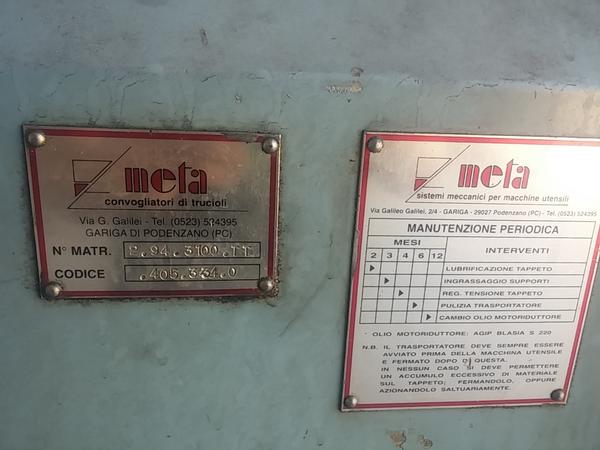 meta
convogliatori di trucioli
Via G. Galilei - Tel. (0523) 524395
GARIGA DI PODENZANO (PC)
N° MATR. 2.94.3100.TT
CODICE .405.334.0
meta
sistemi meccanici per macchine utensili
Via Galileo Galilei, 2/4 - GARIGA - 29027 Podenzano (PC) - Tel. (0523) 524395
MANUTENZIONE PERIODICA
MESI INTERVENTI
2 3 4 6 12
LUBRIFICAZIONE TAPPETO
INGRASSAGGIO SUPPORTI
REG. TENSIONE TAPPETO
PULIZIA TRASPORTATORE
CAMBIO OLIO MOTORIDUTTORE
OLIO MOTORIDUTTORE: AGIP BLASIA S 220
N.B. IL TRASPORTATORE DEVE SEMPRE ESSERE
AVVIATO PRIMA DELLA MACCHINA UTENSILE
E FERMATO DOPO DI QUESTA.
IN NESSUN CASO SI DEVE PERMETTERE
UN ACCUMULO ECCESSIVO DI MATERIALE
SUL TAPPETO; FERMANDOLO, OPPURE
AZIONANDOLO SALTUARIAMENTE.